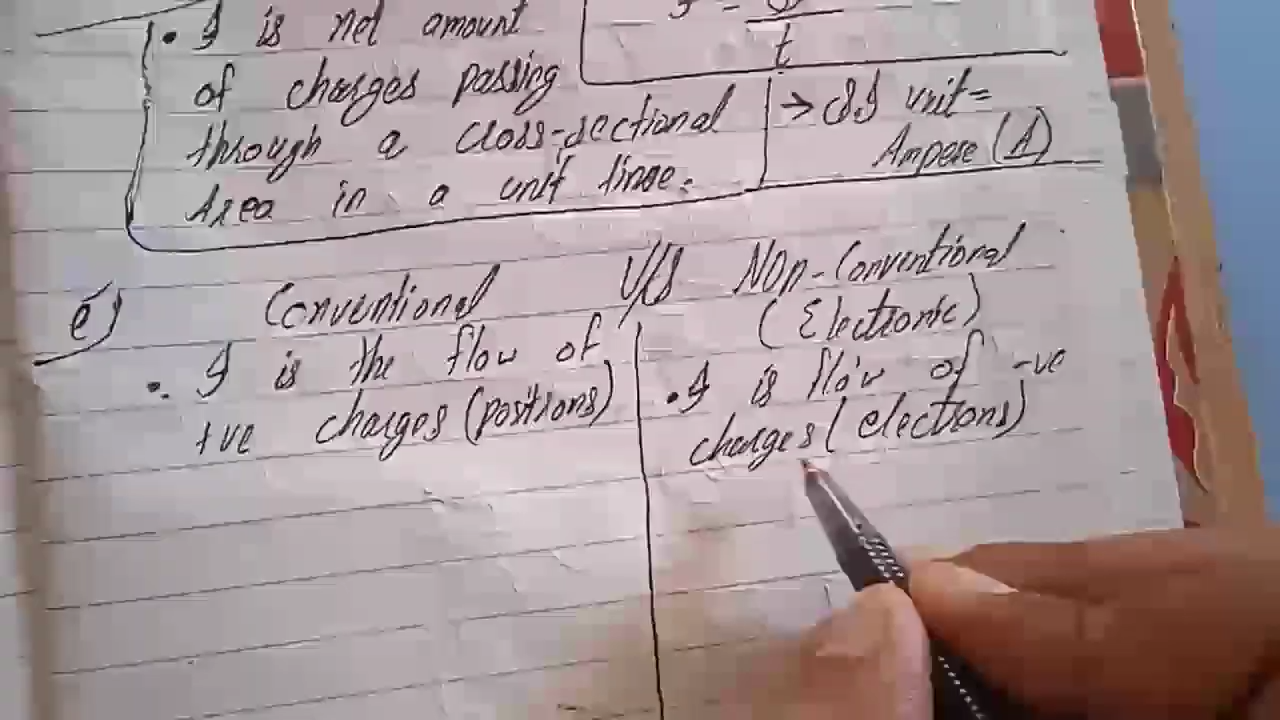 • I is net amount
of charges passing
through a cross-sectional
Area in a unit time.
I = Q/t
→ SI unit =
Ampere (A)
e) Conventional V/S Non-Conventional
(Electronic)
• I is the flow of
+ve charges (positions)
• I is flow of -ve
charges (electrons)